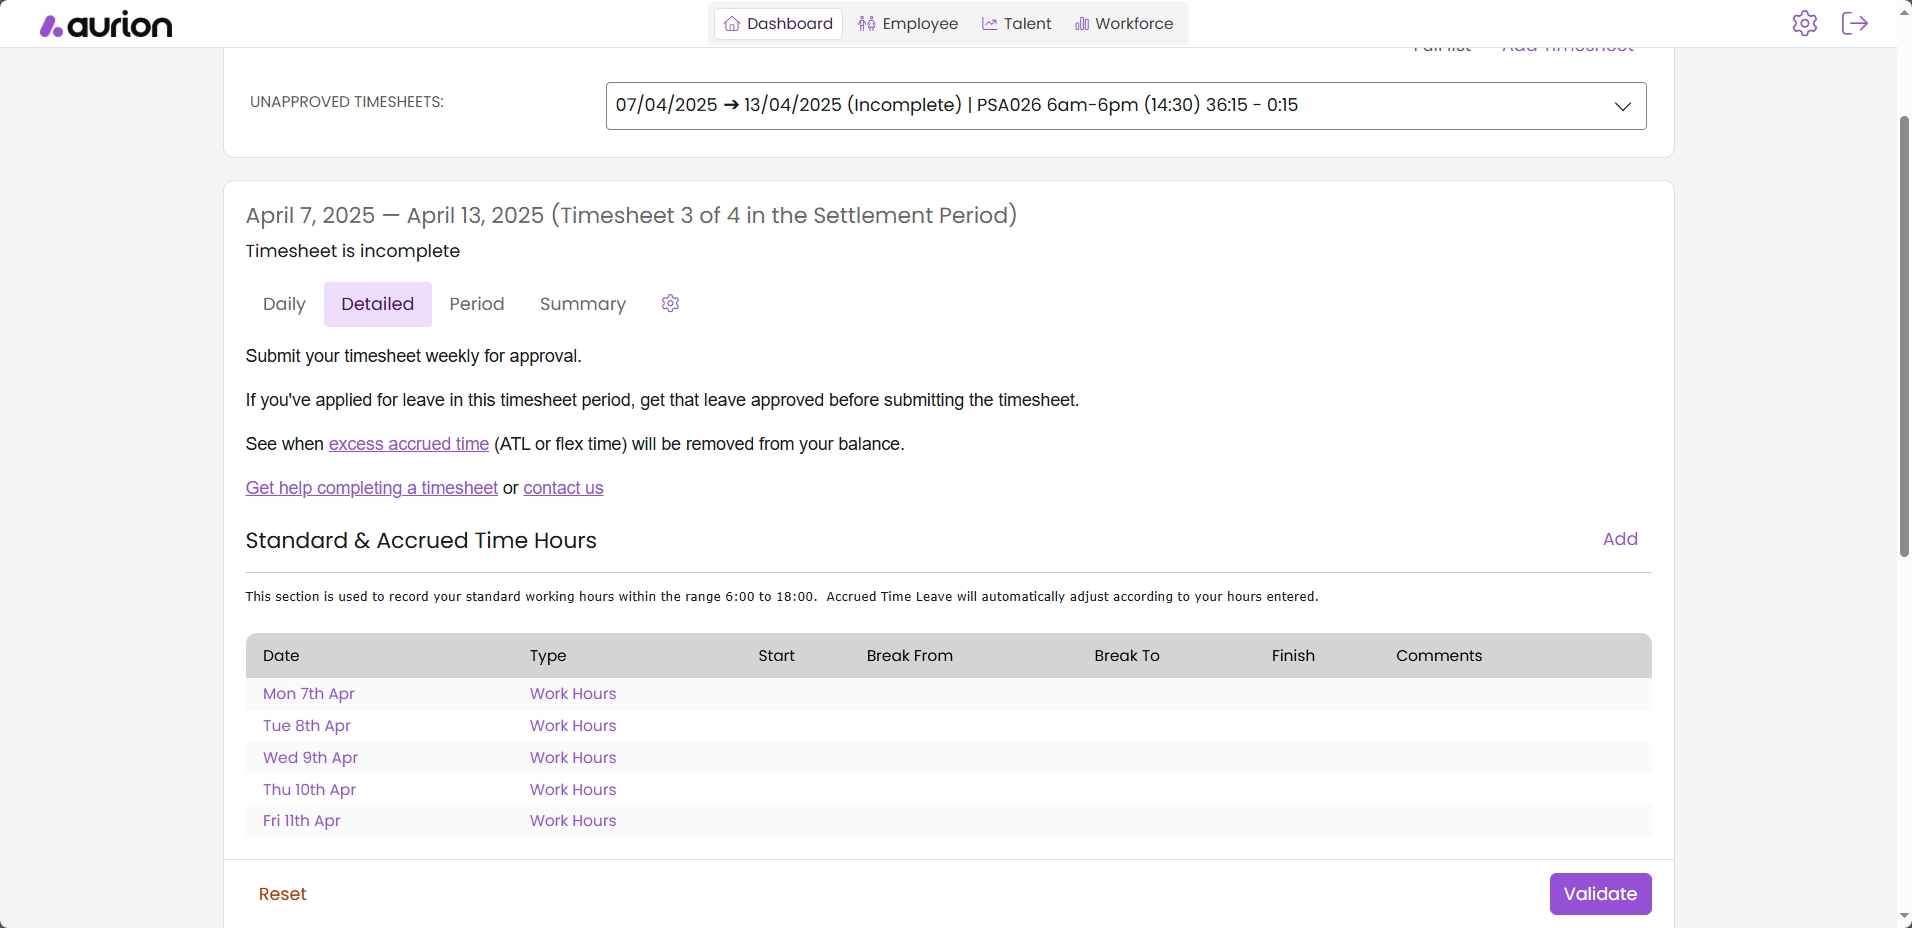 aurion
Dashboard
Employee
Talent
Workforce
UNAPPROVED TIMESHEETS:
07/04/2025 ➔ 13/04/2025 (Incomplete) | PSA026 6am-6pm (14:30) 36:15 - 0:15
April 7, 2025 — April 13, 2025 (Timesheet 3 of 4 in the Settlement Period)
Timesheet is incomplete
Daily
Detailed
Period
Summary
Submit your timesheet weekly for approval.
If you've applied for leave in this timesheet period, get that leave approved before submitting the timesheet.
See when excess accrued time (ATL or flex time) will be removed from your balance.
Get help completing a timesheet or contact us
Standard & Accrued Time Hours
Add
This section is used to record your standard working hours within the range 6:00 to 18:00.  Accrued Time Leave will automatically adjust according to your hours entered.
Date Type Start Break From Break To Finish Comments
Mon 7th Apr Work Hours
Tue 8th Apr Work Hours
Wed 9th Apr Work Hours
Thu 10th Apr Work Hours
Fri 11th Apr Work Hours
Reset
Validate